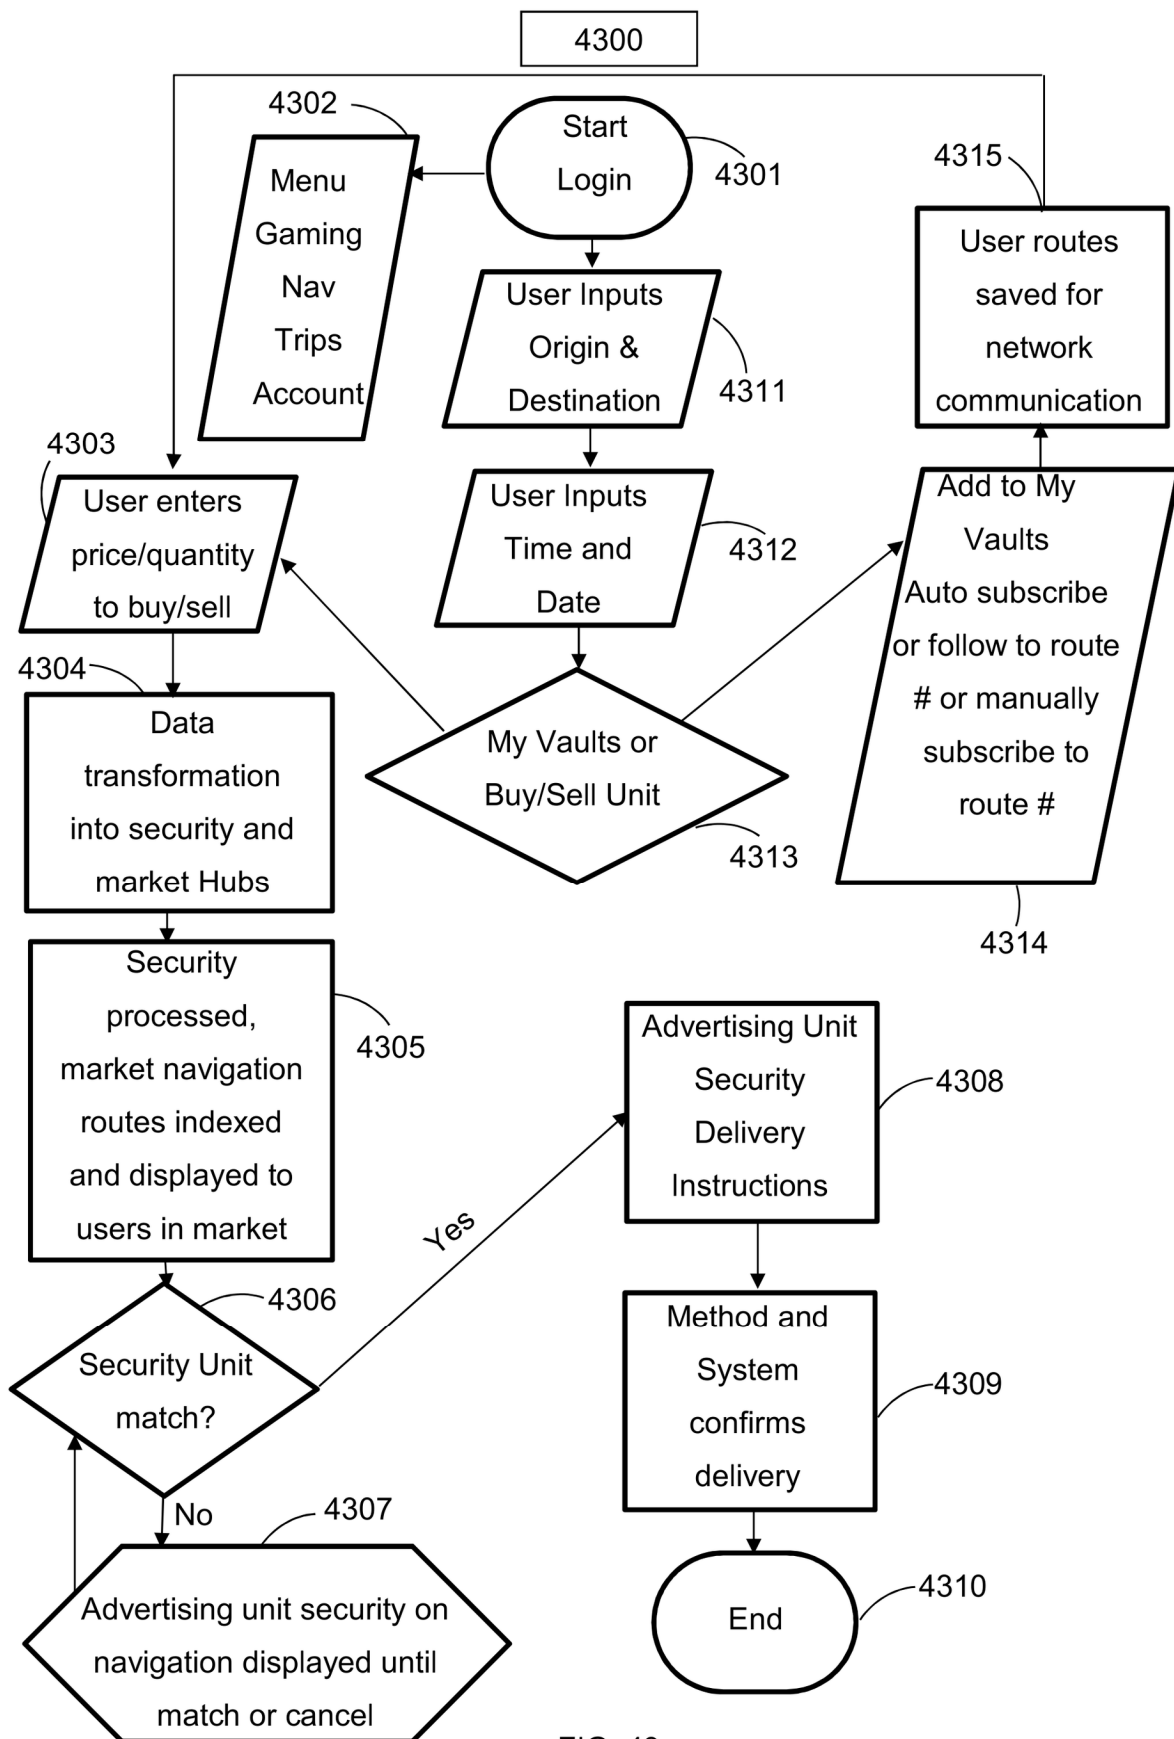 4300
4302
Start
Login
4301
Menu
Gaming
Nav
Trips
Account
User Inputs
Origin &
Destination
4311
4315
User routes
saved for
network
communication
4303
User enters
price/quantity
to buy/sell
User Inputs
Time and
Date
4312
Add to My
Vaults
Auto subscribe
or follow to route
# or manually
subscribe to
route #
4314
My Vaults or
Buy/Sell Unit
4313
4304
Data
transformation
into security and
market Hubs
Security
processed,
market navigation
routes indexed
and displayed to
users in market
4305
4306
Security Unit
match?
Yes
No
4307
Advertising unit security on
navigation displayed until
match or cancel
Advertising Unit
Security
Delivery
Instructions
4308
Method and
System
confirms
delivery
4309
End
4310